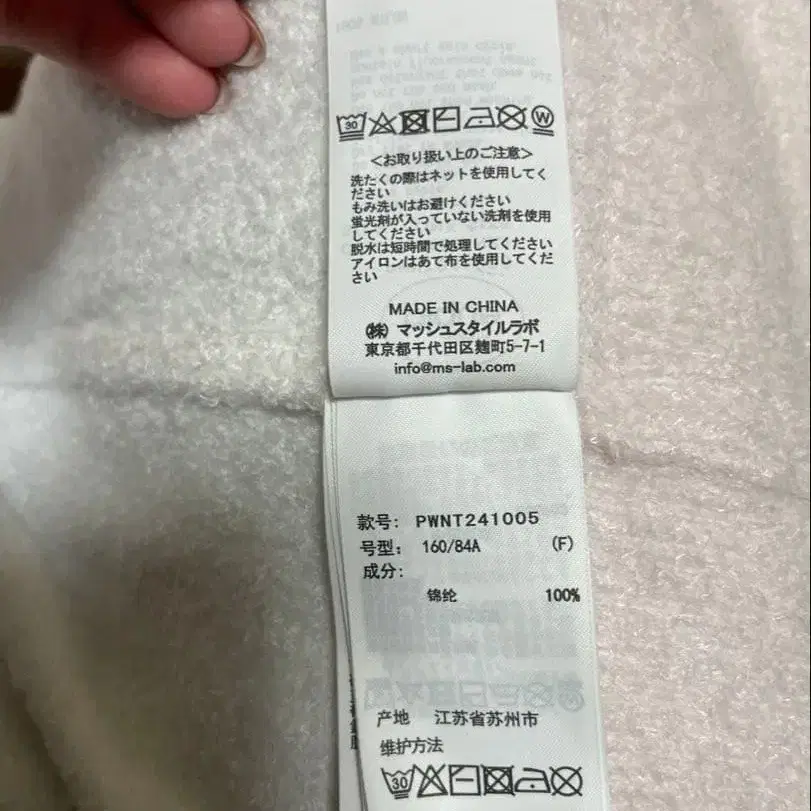 30 W
<お取り扱い上のご注意>
洗たくの際はネットを使用してく
ださい
もみ洗いはお避けください
蛍光剤が入っていない洗剤を使用
してください
脱水は短時間で処理してください
アイロンはあて布を使用してくだ
さい
MADE IN CHINA
(株) マッシュスタイルラボ
東京都千代田区麹町5-7-1
info@ms-lab.com
款号: PWNT241005
号型: 160/84A (F)
成分:
锦纶 100%
产地 江苏省苏州市
维护方法
30